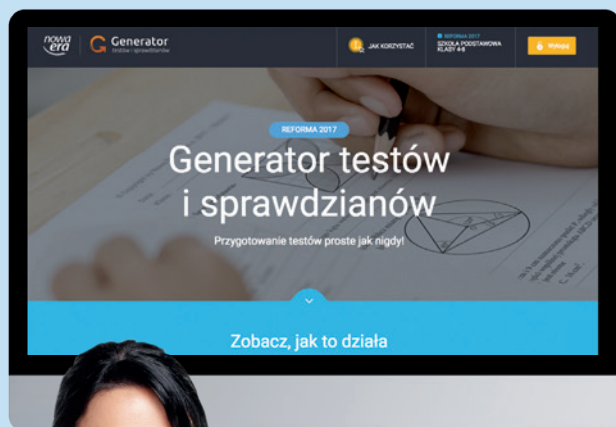 nowa
era
Generator
testów i sprawdzianów
JAK KORZYSTAĆ
REFORMA 2017
SZKOŁA PODSTAWOWA
KLASY 4-8
Wyloguj
REFORMA 2017
Generator testów
i sprawdzianów
Przygotowanie testów proste jak nigdy!
Zobacz, jak to działa